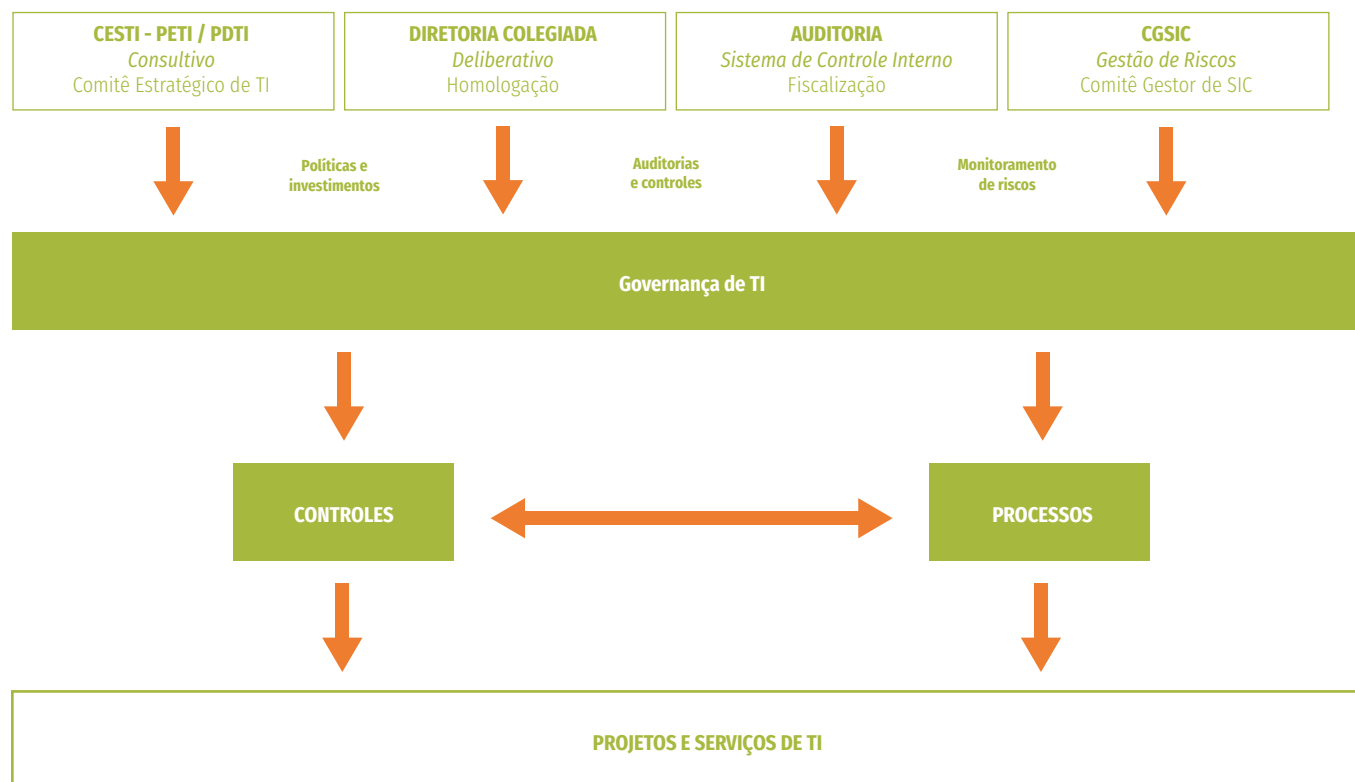 CESTI - PETI / PDTI
Consultivo
Comitê Estratégico de TI
DIRETORIA COLEGIADA
Deliberativo
Homologação
AUDITORIA
Sistema de Controle Interno
Fiscalização
CGSIC
Gestão de Riscos
Comitê Gestor de SIC
Políticas e
investimentos
Auditorias
e controles
Monitoramento
de riscos
Governança de TI
CONTROLES
PROCESSOS
PROJETOS E SERVIÇOS DE TI